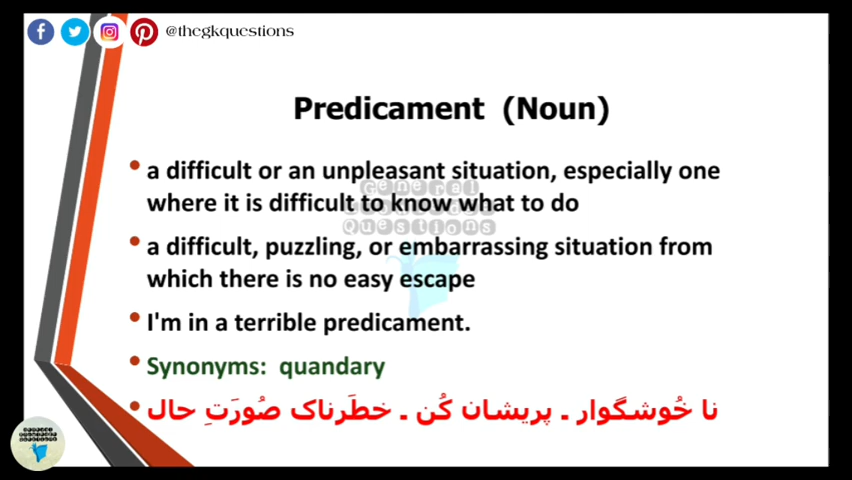 @thegkquestions
Predicament (Noun)
• a difficult or an unpleasant situation, especially one
where it is difficult to know what to do
• a difficult, puzzling, or embarrassing situation from
which there is no easy escape
• I'm in a terrible predicament.
• Synonyms: quandary
• نا خُوشگوار ۔ پریشان کُن ۔ خطَرناک صُورَتِ حال
General
Questions